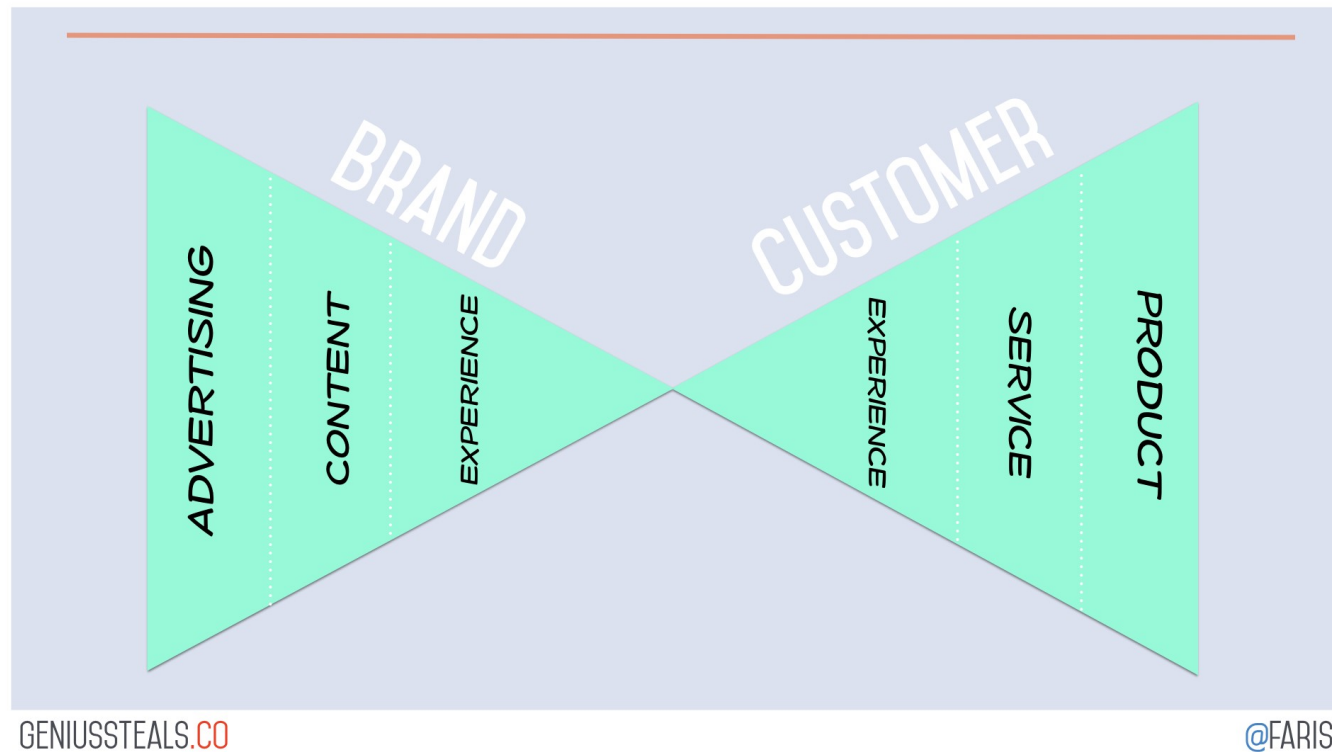 BRAND
CUSTOMER
ADVERTISING
CONTENT
EXPERIENCE
EXPERIENCE
SERVICE
PRODUCT
GENIUSSTEALS.CO
@FARIS